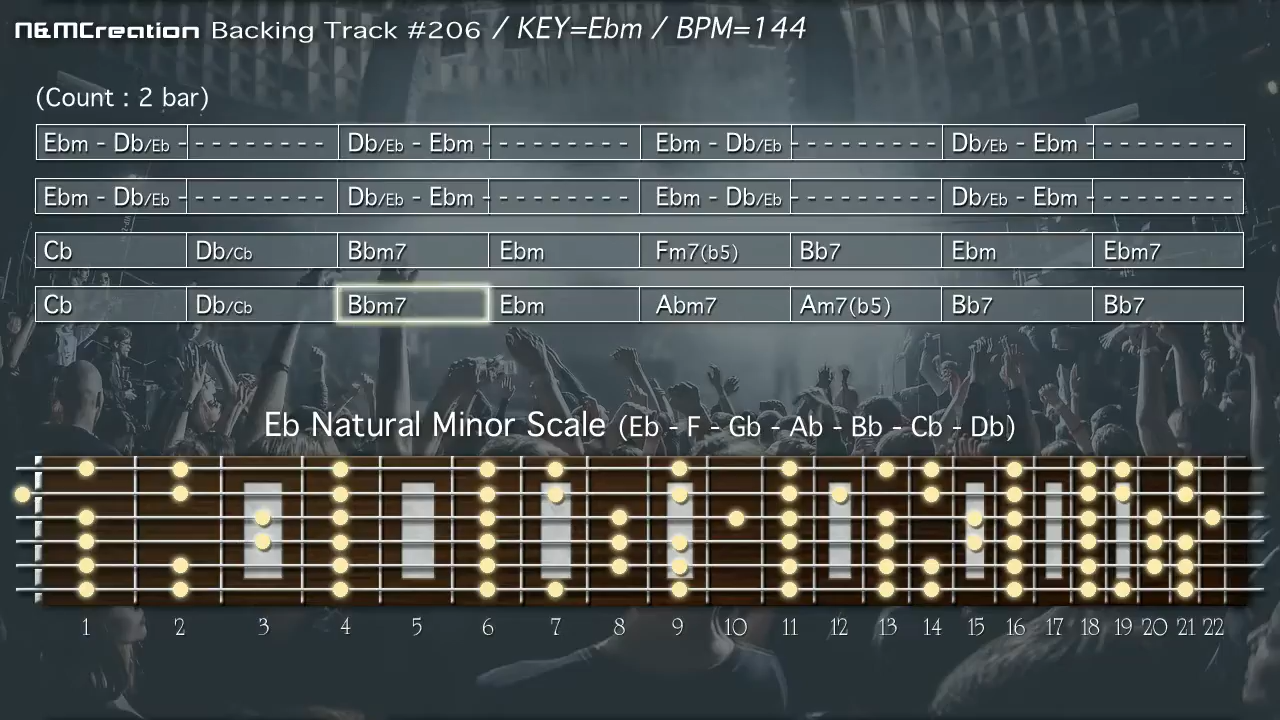 n&mCreation Backing Track #206 / KEY=Ebm / BPM=144
(Count : 2 bar)
Ebm - Db/Eb - - - - - - - - - Db/Eb - Ebm - - - - - - - - - Ebm - Db/Eb - - - - - - - - - Db/Eb - Ebm - - - - - - - - -
Ebm - Db/Eb - - - - - - - - - Db/Eb - Ebm - - - - - - - - - Ebm - Db/Eb - - - - - - - - - Db/Eb - Ebm - - - - - - - - -
Cb Db/Cb Bbm7 Ebm Fm7(b5) Bb7 Ebm Ebm7
Cb Db/Cb Bbm7 Ebm Abm7 Am7(b5) Bb7 Bb7
Eb Natural Minor Scale (Eb - F - Gb - Ab - Bb - Cb - Db)
1 2 3 4 5 6 7 8 9 10 11 12 13 14 15 16 17 18 19 20 21 22